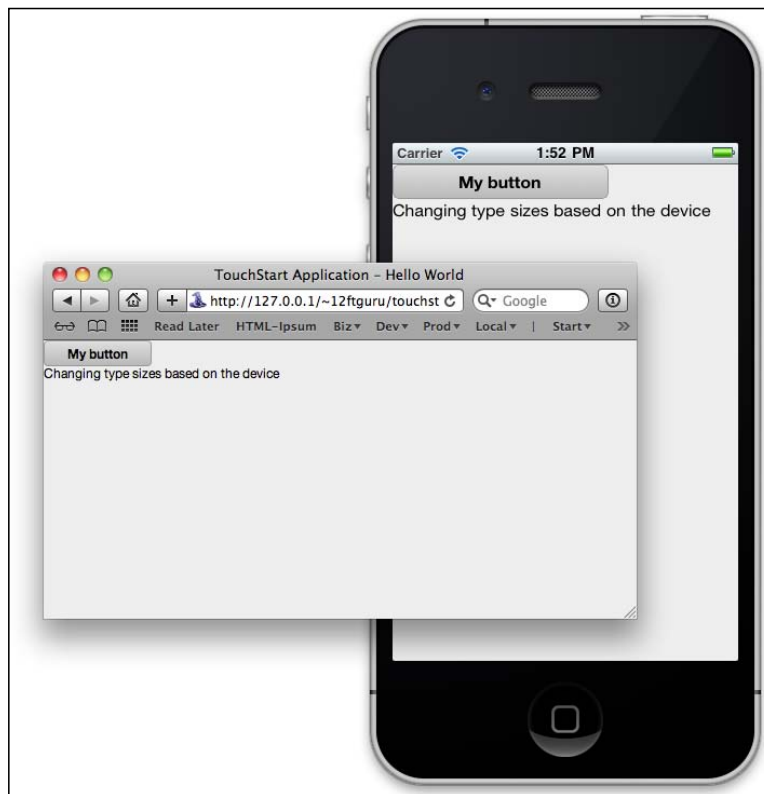 Carrier 1:52 PM
My button
Changing type sizes based on the device
TouchStart Application – Hello World
http://127.0.0.1/~12ftguru/touchst Google
Read Later HTML-Ipsum Biz Dev Prod Local | Start
My button
Changing type sizes based on the device